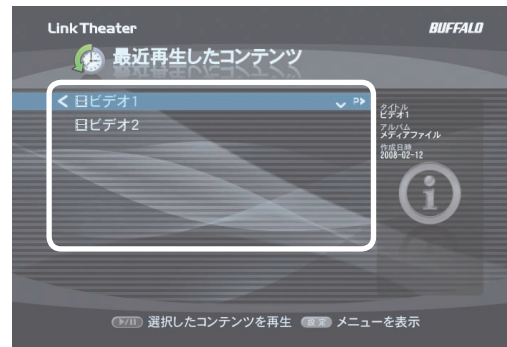 LinkTheater
BUFFALO
最近再生したコンテンツ
ビデオ1
ビデオ2
タイトル
ビデオ1
アルバム
メディアファイル
作成日時
2008-02-12
選択したコンテンツを再生 設定 メニューを表示